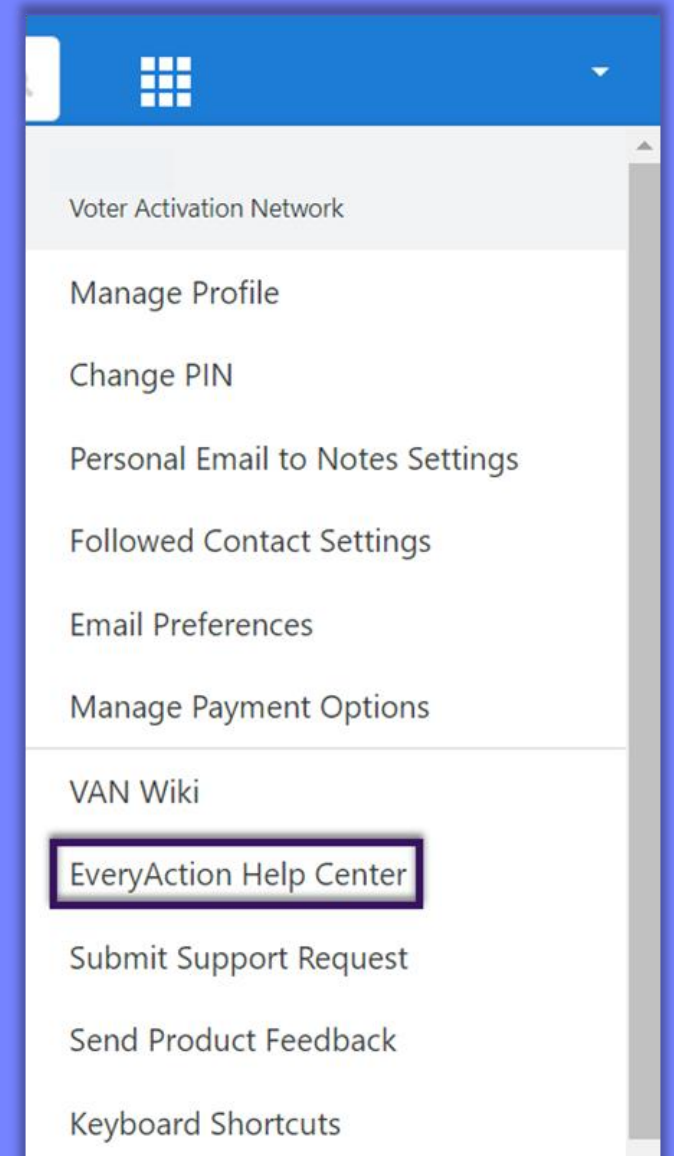 Voter Activation Network
Manage Profile
Change PIN
Personal Email to Notes Settings
Followed Contact Settings
Email Preferences
Manage Payment Options
VAN Wiki
EveryAction Help Center
Submit Support Request
Send Product Feedback
Keyboard Shortcuts